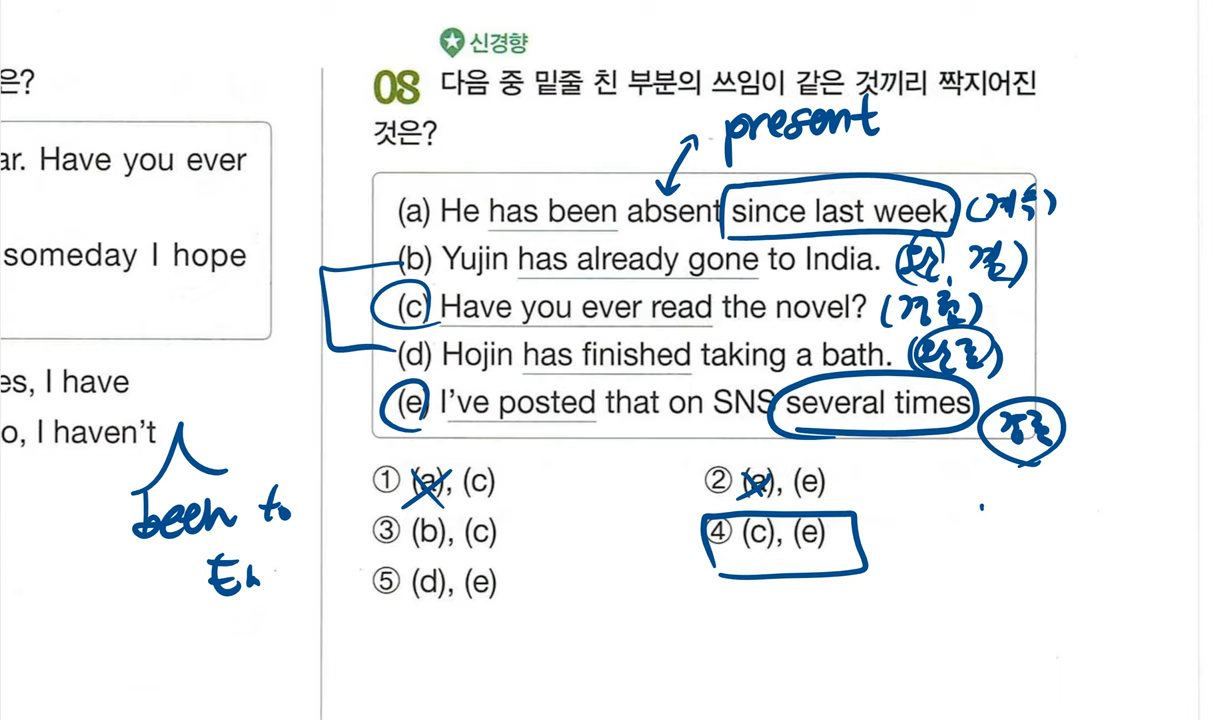 은?
ar. Have you ever
someday I hope
es, I have
o, I haven't
been to
신경향
08 다음 중 밑줄 친 부분의 쓰임이 같은 것끼리 짝지어진
것은?
present
(a) He has been absent since last week. (계속)
(b) Yujin has already gone to India. (완, 결)
(c) Have you ever read the novel? (경험)
(d) Hojin has finished taking a bath. (완료)
(e) I've posted that on SNS several times
① (a), (c)
② (a), (e)
③ (b), (c)
④ (c), (e)
⑤ (d), (e)